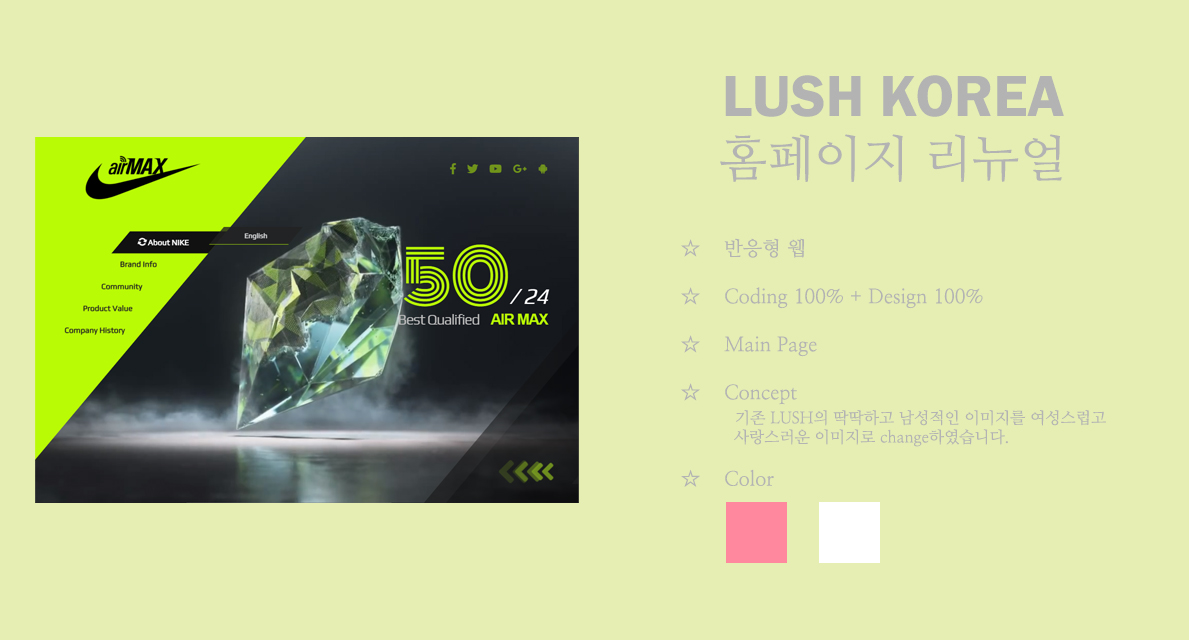 airMAX
About NIKE
English
Brand Info
Community
Product Value
Company History
50 / 24
Best Qualified AIR MAX
LUSH KOREA
홈페이지 리뉴얼
☆ 반응형 웹
☆ Coding 100% + Design 100%
☆ Main Page
☆ Concept
기존 LUSH의 딱딱하고 남성적인 이미지를 여성스럽고
사랑스러운 이미지로 change하였습니다.
☆ Color